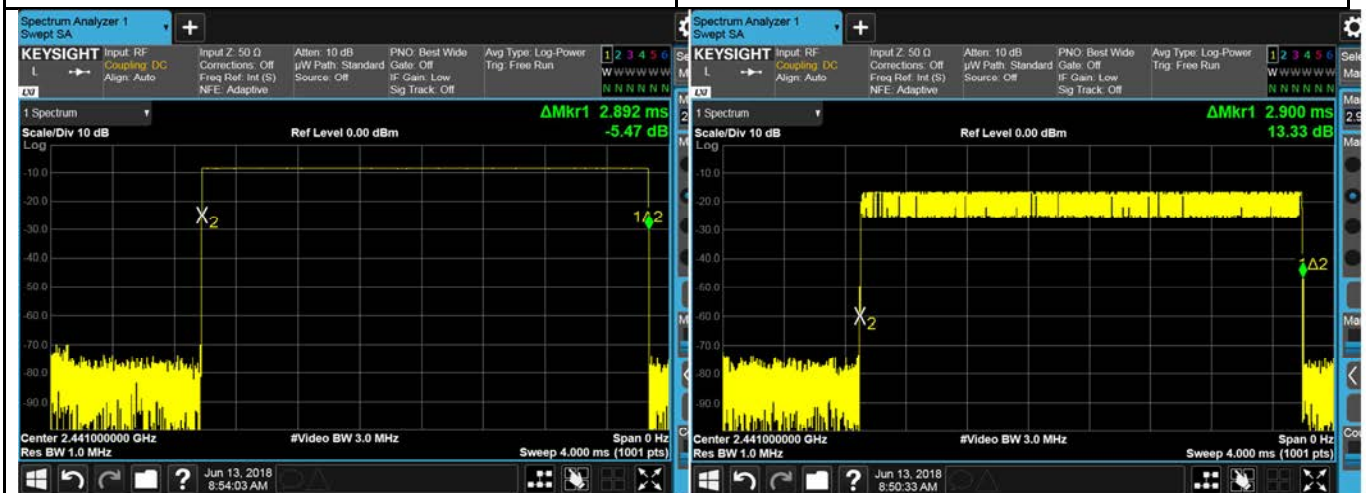 Spectrum Analyzer 1
Swept SA
KEYSIGHT
L
LXI
Input: RF
Coupling: DC
Align: Auto
Input Z: 50 Ω
Corrections: Off
Freq Ref: Int (S)
NFE: Adaptive
Atten: 10 dB
µW Path: Standard
Source: Off
PNO: Best Wide
Gate: Off
IF Gain: Low
Sig Track: Off
Avg Type: Log-Power
Trig: Free Run
1 2 3 4 5 6
W W W W W W
N N N N N N
1 Spectrum
ΔMkr1 2.892 ms
-5.47 dB
Scale/Div 10 dB
Ref Level 0.00 dBm
Log
-10.0
-20.0
-30.0
-40.0
-50.0
-60.0
-70.0
-80.0
-90.0
X2
1Δ2
Center 2.441000000 GHz
#Video BW 3.0 MHz
Span 0 Hz
Res BW 1.0 MHz
Sweep 4.000 ms (1001 pts)
?
Jun 13, 2018
8:54:03 AM
Spectrum Analyzer 1
Swept SA
KEYSIGHT
L
LXI
Input: RF
Coupling: DC
Align: Auto
Input Z: 50 Ω
Corrections: Off
Freq Ref: Int (S)
NFE: Adaptive
Atten: 10 dB
µW Path: Standard
Source: Off
PNO: Best Wide
Gate: Off
IF Gain: Low
Sig Track: Off
Avg Type: Log-Power
Trig: Free Run
1 2 3 4 5 6
W W W W W W
N N N N N N
1 Spectrum
ΔMkr1 2.900 ms
13.33 dB
Scale/Div 10 dB
Ref Level 0.00 dBm
Log
-10.0
-20.0
-30.0
-40.0
-50.0
-60.0
-70.0
-80.0
-90.0
X2
1Δ2
Center 2.441000000 GHz
#Video BW 3.0 MHz
Span 0 Hz
Res BW 1.0 MHz
Sweep 4.000 ms (1001 pts)
?
Jun 13, 2018
8:50:33 AM